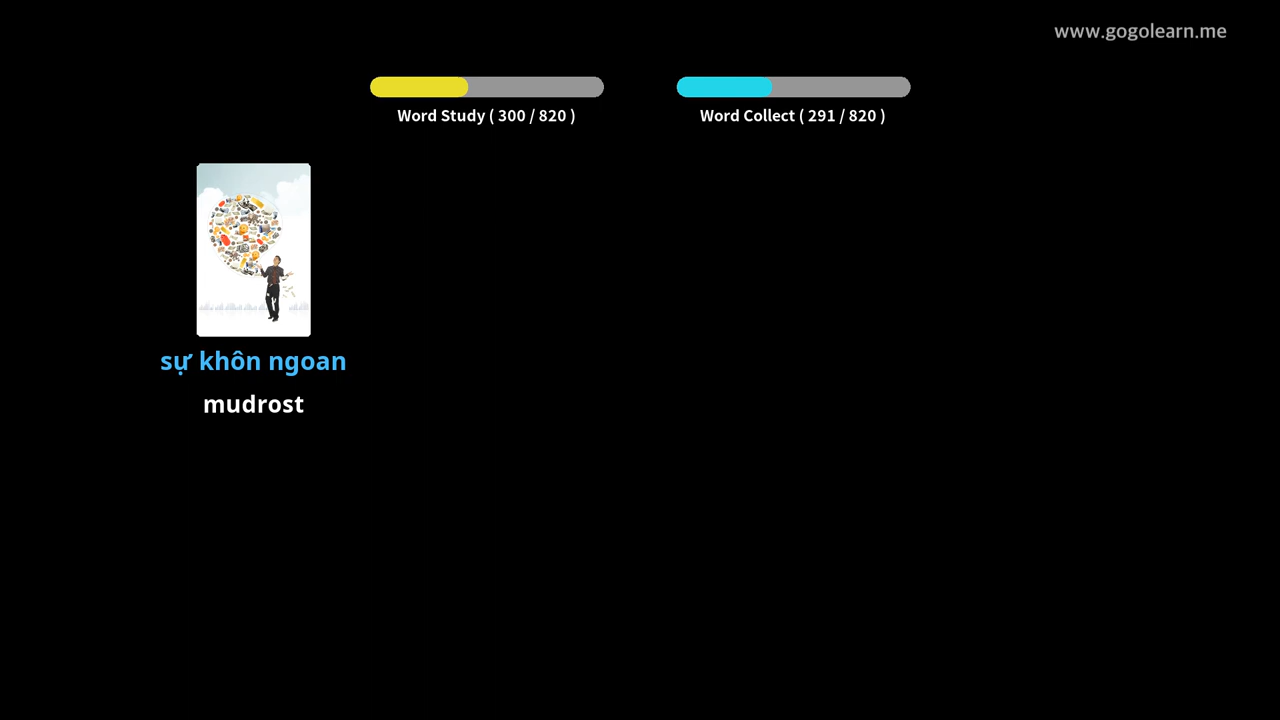 www.gogolearn.me
Word Study ( 300 / 820 )
Word Collect ( 291 / 820 )
sự khôn ngoan
mudrost